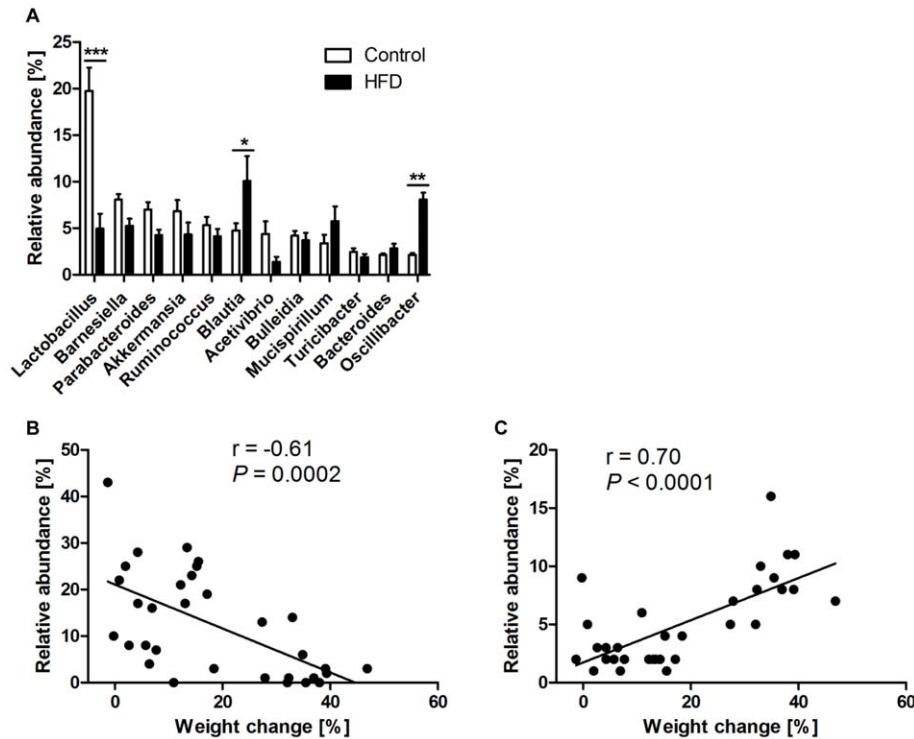 A
Relative abundance [%]
25
20
15
10
5
0
***
*
**
Control
HFD
Lactobacillus
Barnesiella
Parabacteroides
Akkermansia
Ruminococcus
Blautia
Acetivibrio
Bulleidia
Mucispirillum
Turicibacter
Bacteroides
Oscillibacter
B
r = -0.61
P = 0.0002
Relative abundance [%]
50
40
30
20
10
0
0 20 40 60
Weight change [%]
C
r = 0.70
P < 0.0001
Relative abundance [%]
20
15
10
5
0
0 20 40 60
Weight change [%]